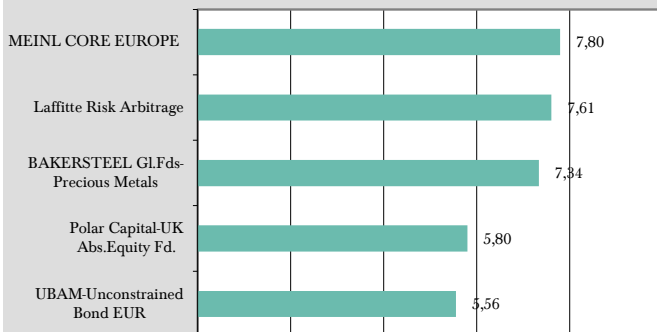 MEINL CORE EUROPE
7,80
Laffitte Risk Arbitrage
7,61
BAKERSTEEL Gl.Fds-
Precious Metals
7,34
Polar Capital-UK
Abs.Equity Fd.
5,80
UBAM-Unconstrained
Bond EUR
5,56